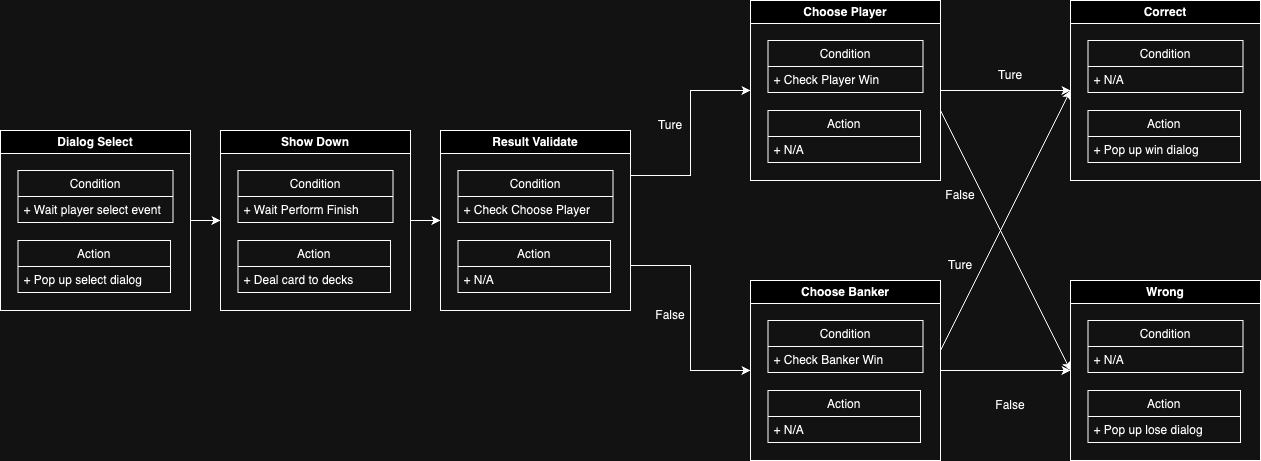 Dialog Select
Condition
+ Wait player select event
Action
+ Pop up select dialog
Show Down
Condition
+ Wait Perform Finish
Action
+ Deal card to decks
Result Validate
Condition
+ Check Choose Player
Action
+ N/A
Ture
False
Choose Player
Condition
+ Check Player Win
Action
+ N/A
Choose Banker
Condition
+ Check Banker Win
Action
+ N/A
Ture
False
Ture
False
Correct
Condition
+ N/A
Action
+ Pop up win dialog
Wrong
Condition
+ N/A
Action
+ Pop up lose dialog